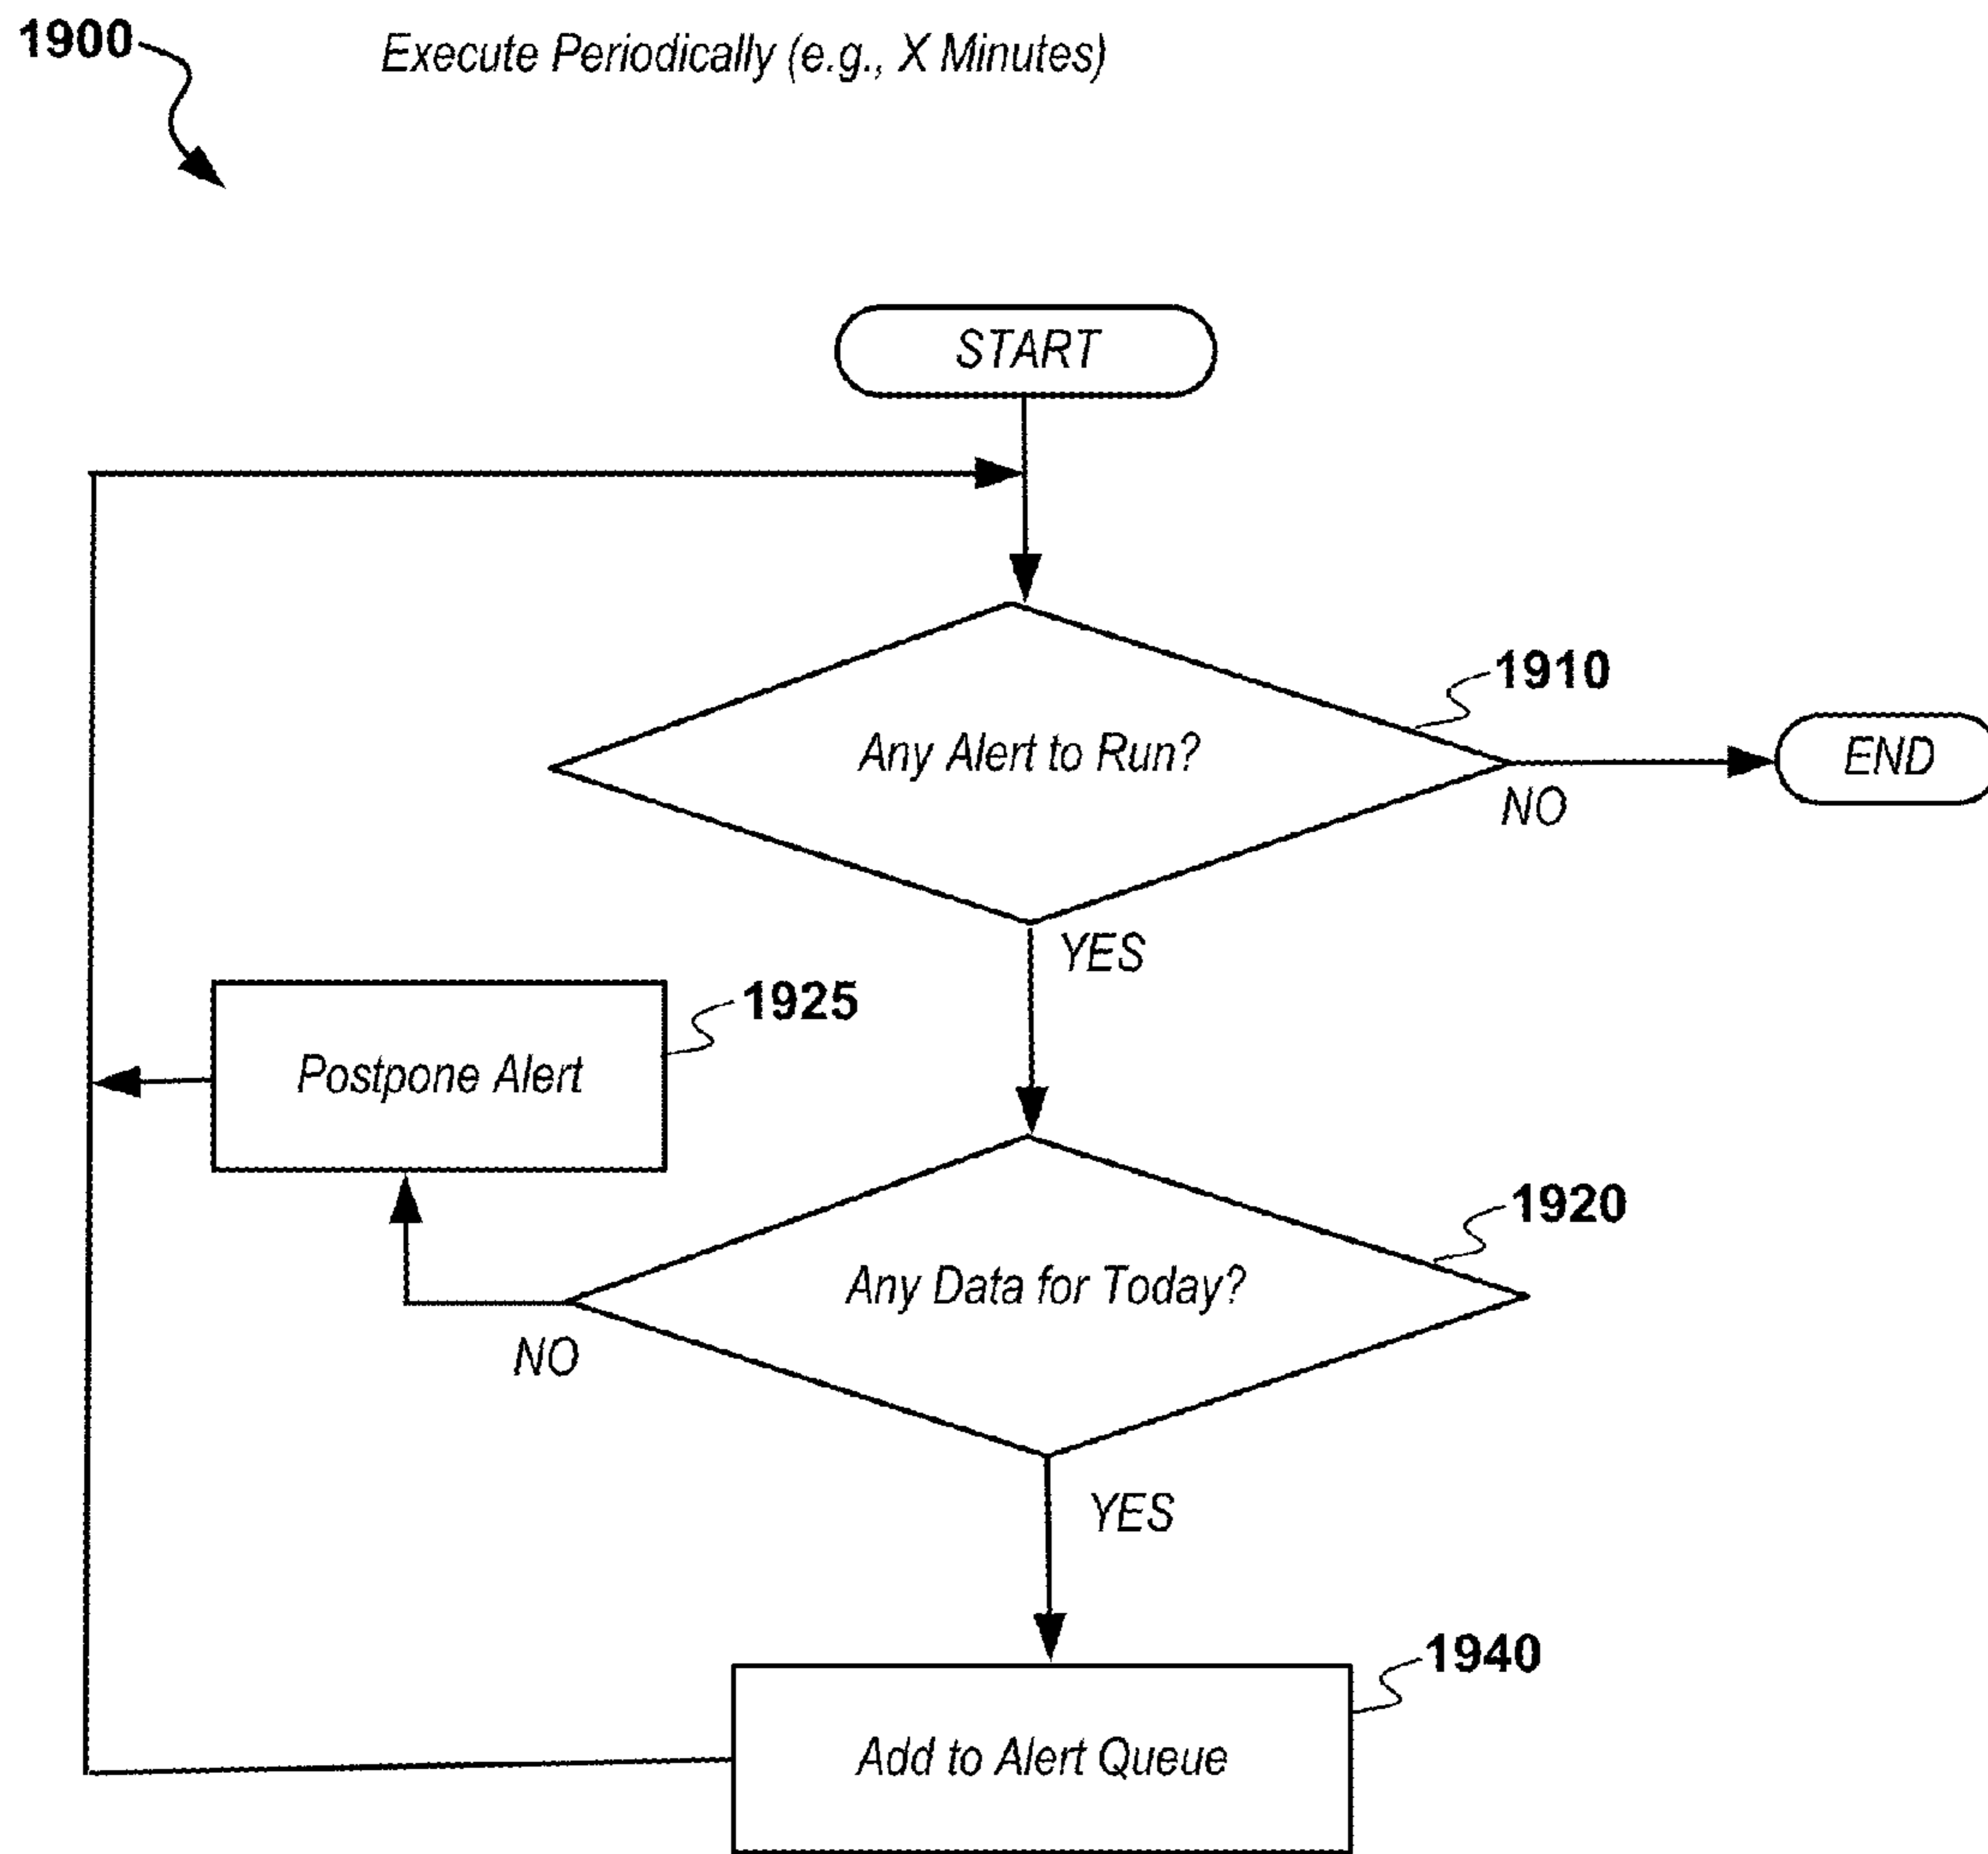 1900
Execute Periodically (e.g., X Minutes)
START
Any Alert to Run?
1910
END
NO
YES
1925
Postpone Alert
1920
Any Data for Today?
NO
YES
1940
Add to Alert Queue